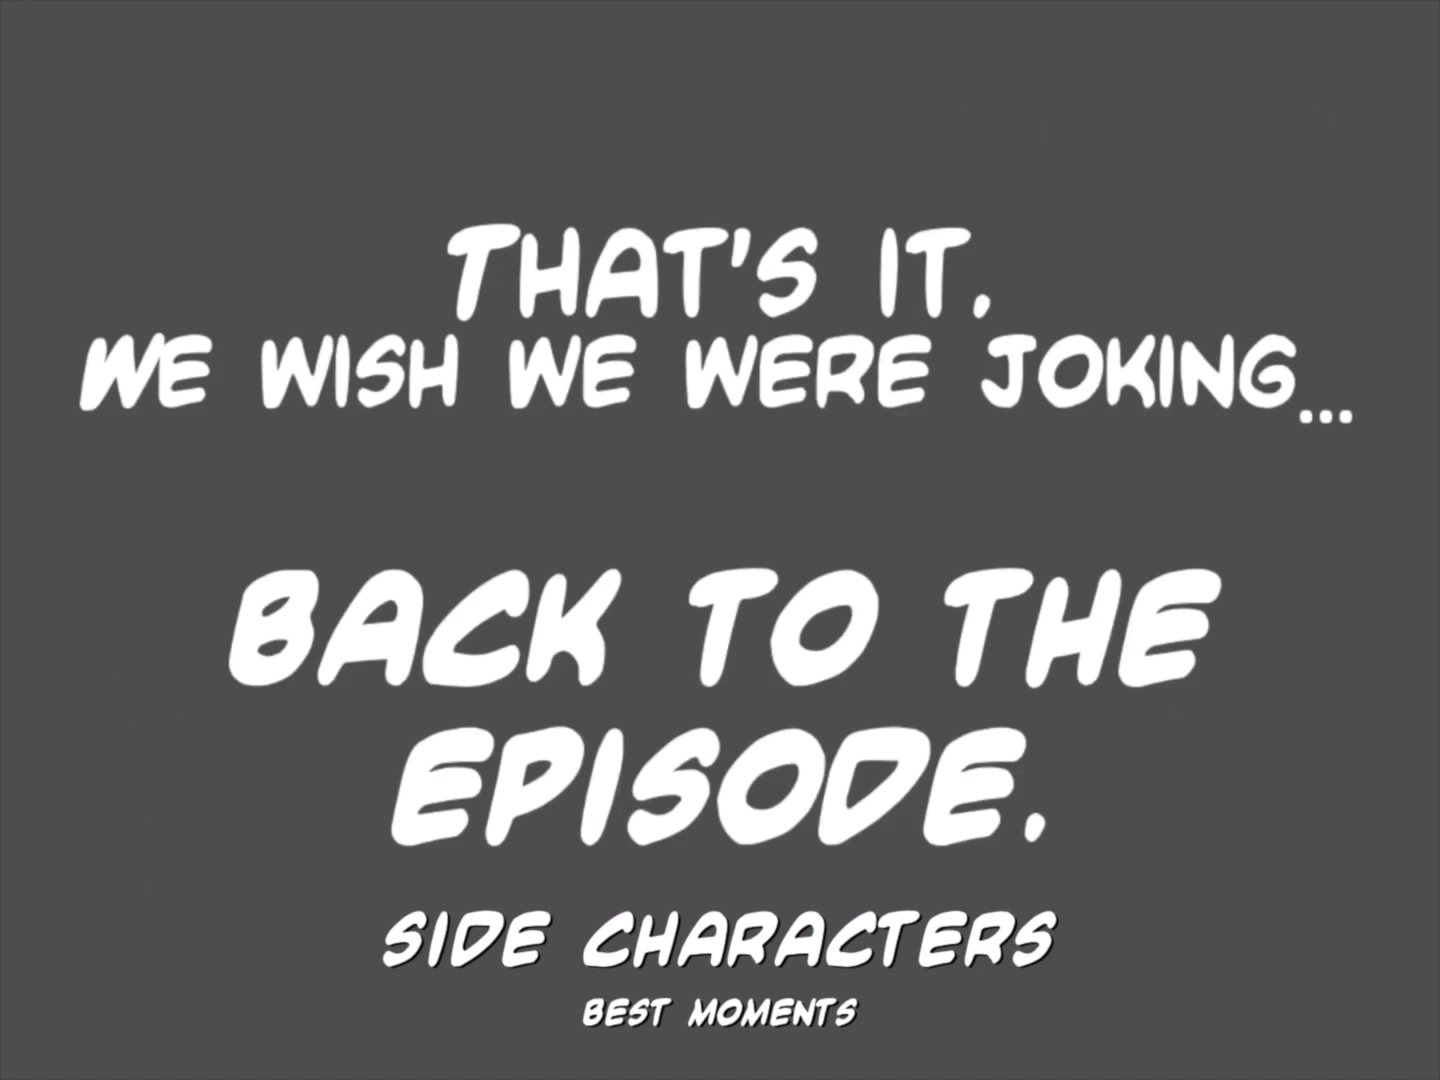 THAT'S IT.
WE WISH WE WERE JOKING...
BACK TO THE
EPISODE.
SIDE CHARACTERS
BEST MOMENTS